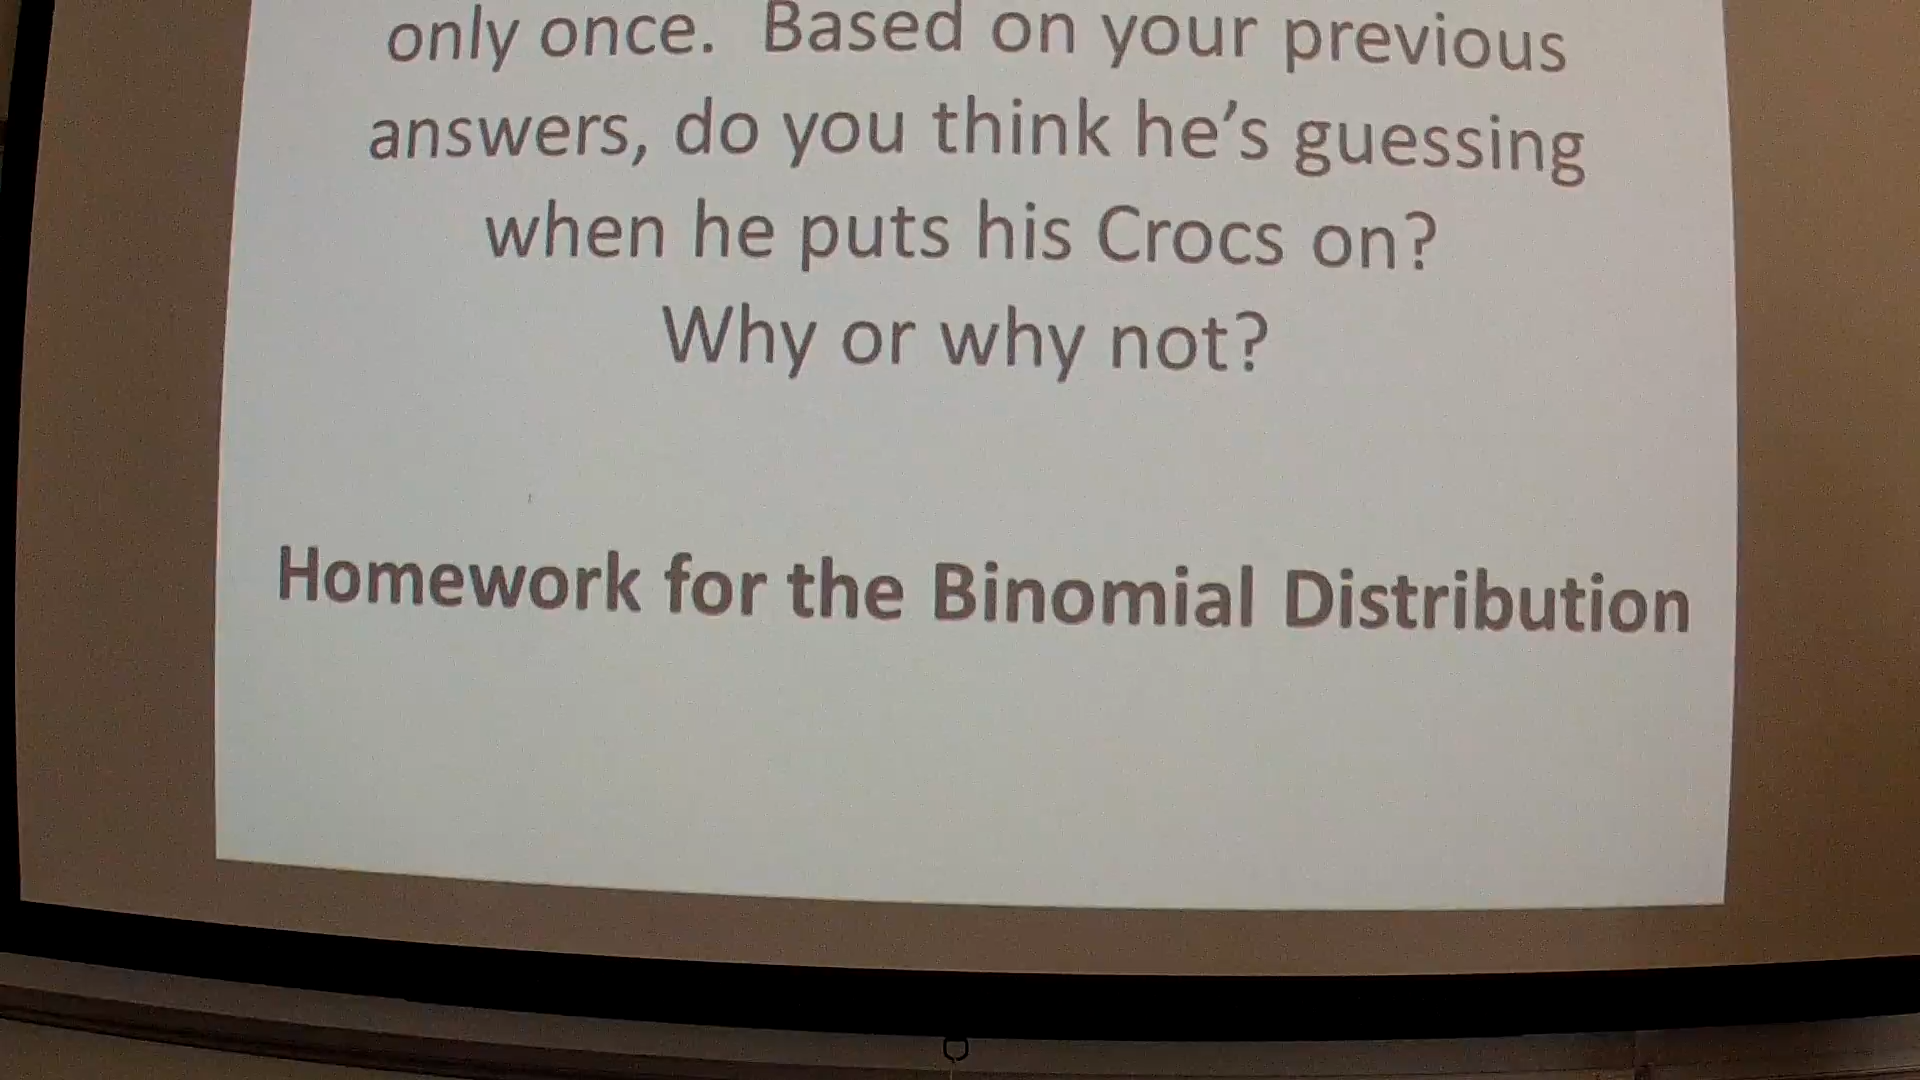 only once. Based on your previous
answers, do you think he's guessing
when he puts his Crocs on?
Why or why not?
Homework for the Binomial Distribution